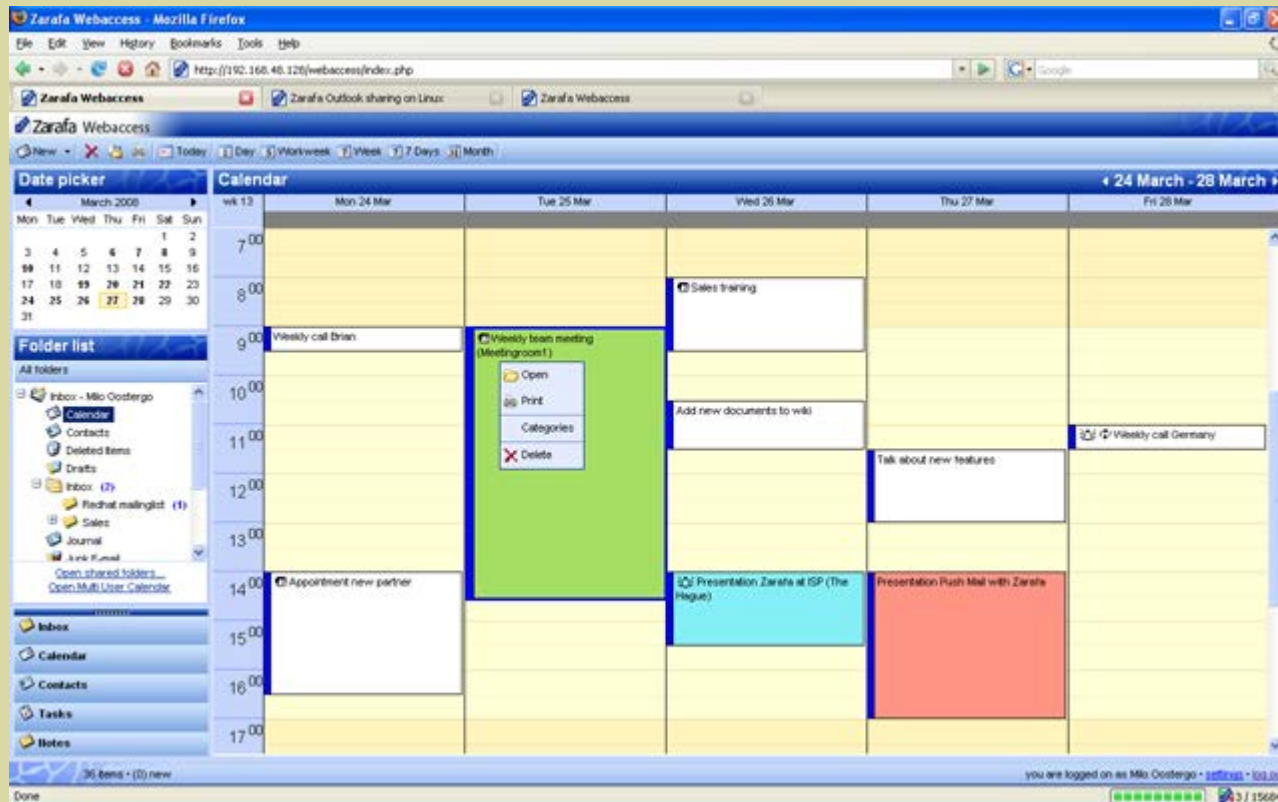 Zarafa Webaccess - Mozilla Firefox
File Edit View History Bookmarks Tools Help
http://192.168.48.128/webaccess/index.php
Google
Zarafa Webaccess Zarafa Outlook sharing on Linux Zarafa Webaccess
Zarafa Webaccess
New Today 1 Day 5 Workweek 7 Week 7 7 Days 31 Month
Date picker
March 2008
Mon Tue Wed Thu Fri Sat Sun
1 2
3 4 5 6 7 8 9
10 11 12 13 14 15 16
17 18 19 20 21 22 23
24 25 26 27 28 29 30
31
Folder list
All folders
Inbox - Milo Oostergo
Calendar
Contacts
Deleted Items
Drafts
Inbox (2)
Redhat mailinglist (1)
Sales
Journal
Junk E-mail
Open shared folders...
Open Multi User Calendar
Inbox
Calendar
Contacts
Tasks
Notes
Calendar 24 March - 28 March
wk 13 Mon 24 Mar Tue 25 Mar Wed 26 Mar Thu 27 Mar Fri 28 Mar
7 00
8 00
9 00
10 00
11 00
12 00
13 00
14 00
15 00
16 00
17 00
Weekly call Brian
Appointment new partner
Weekly team meeting
(Meetingroom1)
Open
Print
Categories
Delete
Sales training
Add new documents to wiki
Presentation Zarafa at ISP (The
Hague)
Talk about new features
Presentation Push Mail with Zarafa
Weekly call Germany
36 items - (0) new
you are logged on as Milo Oostergo - settings - log
Done
3 / 1568